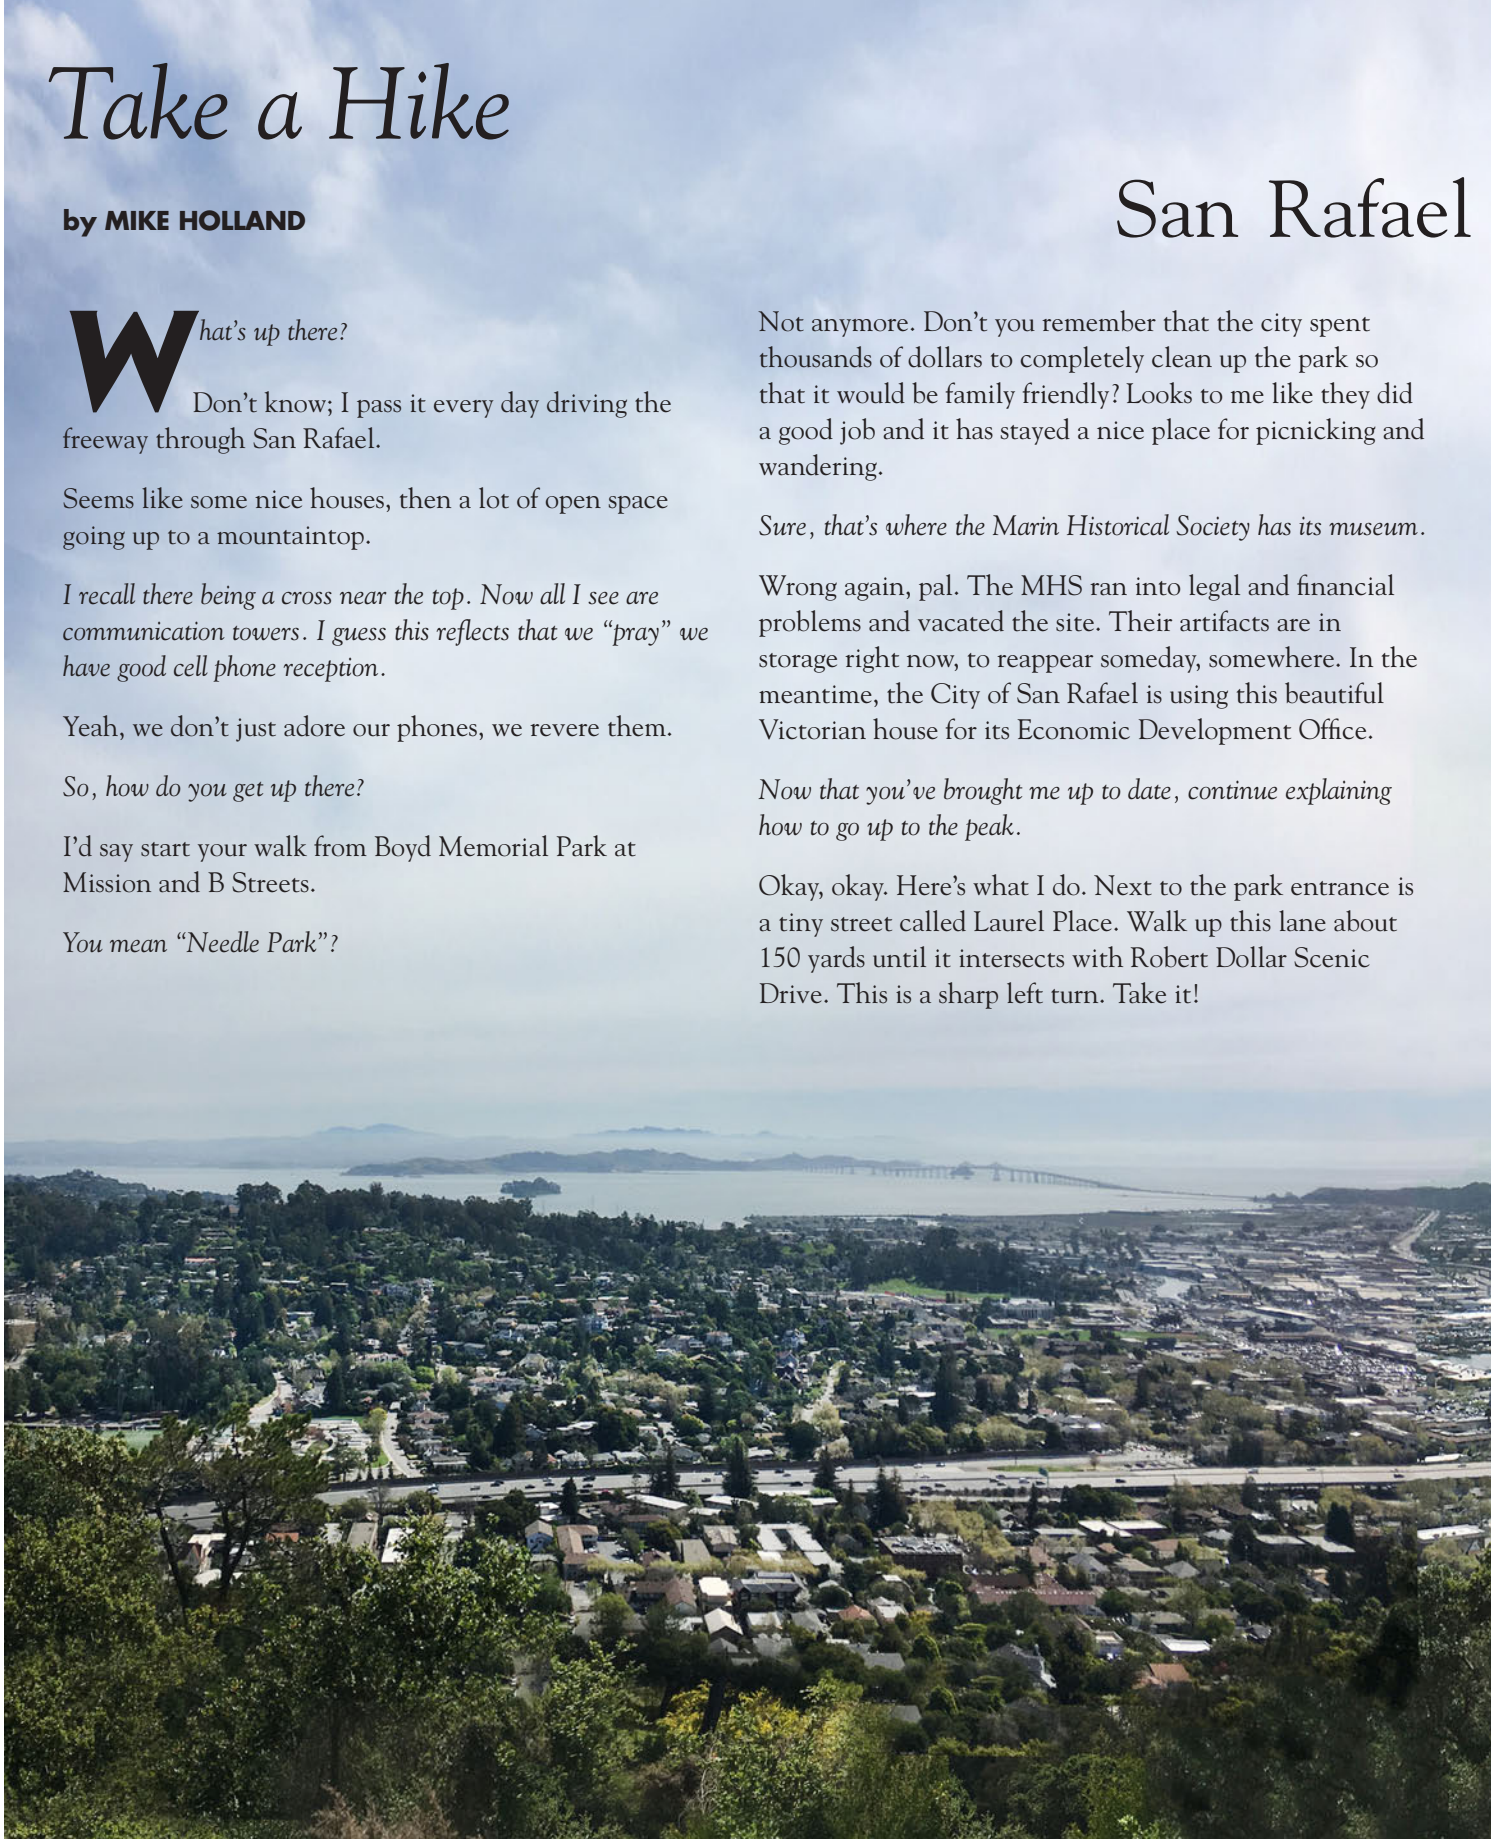 Take a Hike
by MIKE HOLLAND
San Rafael
What's up there?
Don't know; I pass it every day driving the
freeway through San Rafael.
Seems like some nice houses, then a lot of open space
going up to a mountaintop.
I recall there being a cross near the top. Now all I see are
communication towers. I guess this reflects that we “pray” we
have good cell phone reception.
Yeah, we don't just adore our phones, we revere them.
So, how do you get up there?
I'd say start your walk from Boyd Memorial Park at
Mission and B Streets.
You mean “Needle Park”?
Not anymore. Don't you remember that the city spent
thousands of dollars to completely clean up the park so
that it would be family friendly? Looks to me like they did
a good job and it has stayed a nice place for picnicking and
wandering.
Sure, that's where the Marin Historical Society has its museum.
Wrong again, pal. The MHS ran into legal and financial
problems and vacated the site. Their artifacts are in
storage right now, to reappear someday, somewhere. In the
meantime, the City of San Rafael is using this beautiful
Victorian house for its Economic Development Office.
Now that you've brought me up to date, continue explaining
how to go up to the peak.
Okay, okay. Here's what I do. Next to the park entrance is
a tiny street called Laurel Place. Walk up this lane about
150 yards until it intersects with Robert Dollar Scenic
Drive. This is a sharp left turn. Take it!